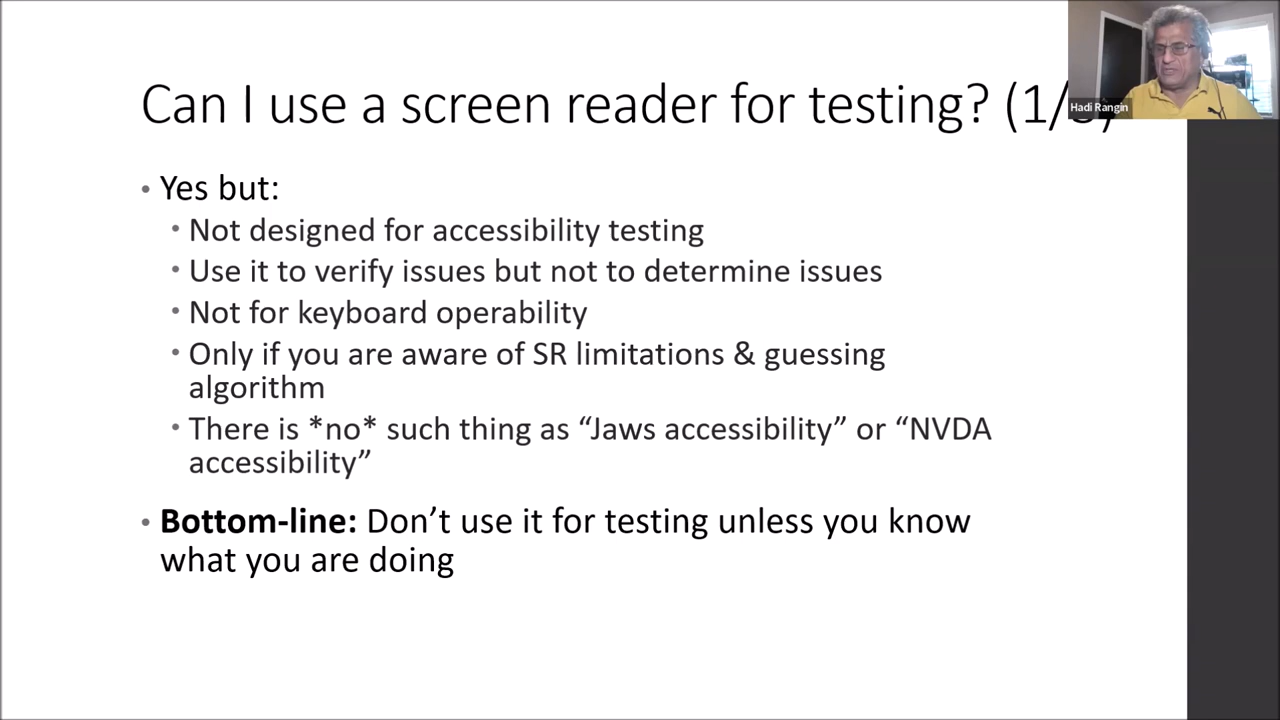 Can I use a screen reader for testing? (1/
Hadi Rangin
• Yes but:
• Not designed for accessibility testing
• Use it to verify issues but not to determine issues
• Not for keyboard operability
• Only if you are aware of SR limitations & guessing
algorithm
• There is *no* such thing as “Jaws accessibility” or “NVDA
accessibility”
• Bottom-line: Don’t use it for testing unless you know
what you are doing